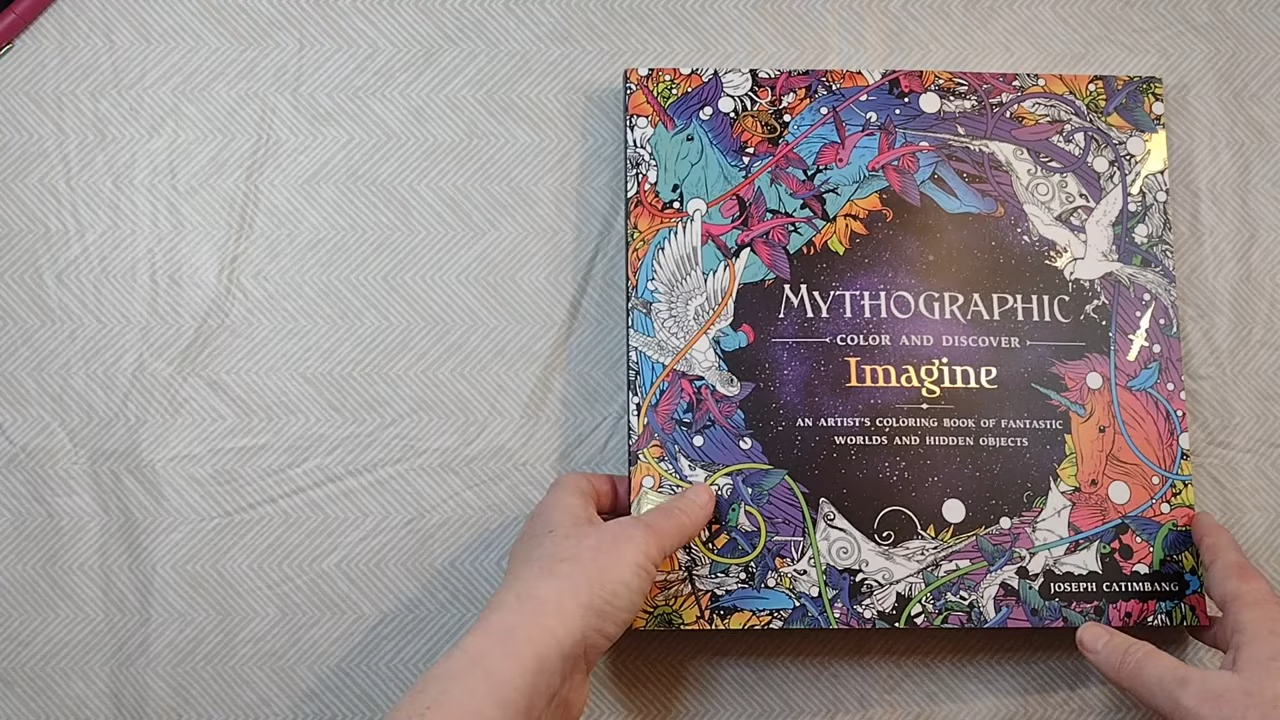 MYTHOGRAPHIC
COLOR AND DISCOVER
Imagine
AN ARTIST'S COLORING BOOK OF FANTASTIC
WORLDS AND HIDDEN OBJECTS
JOSEPH CATIMBANG